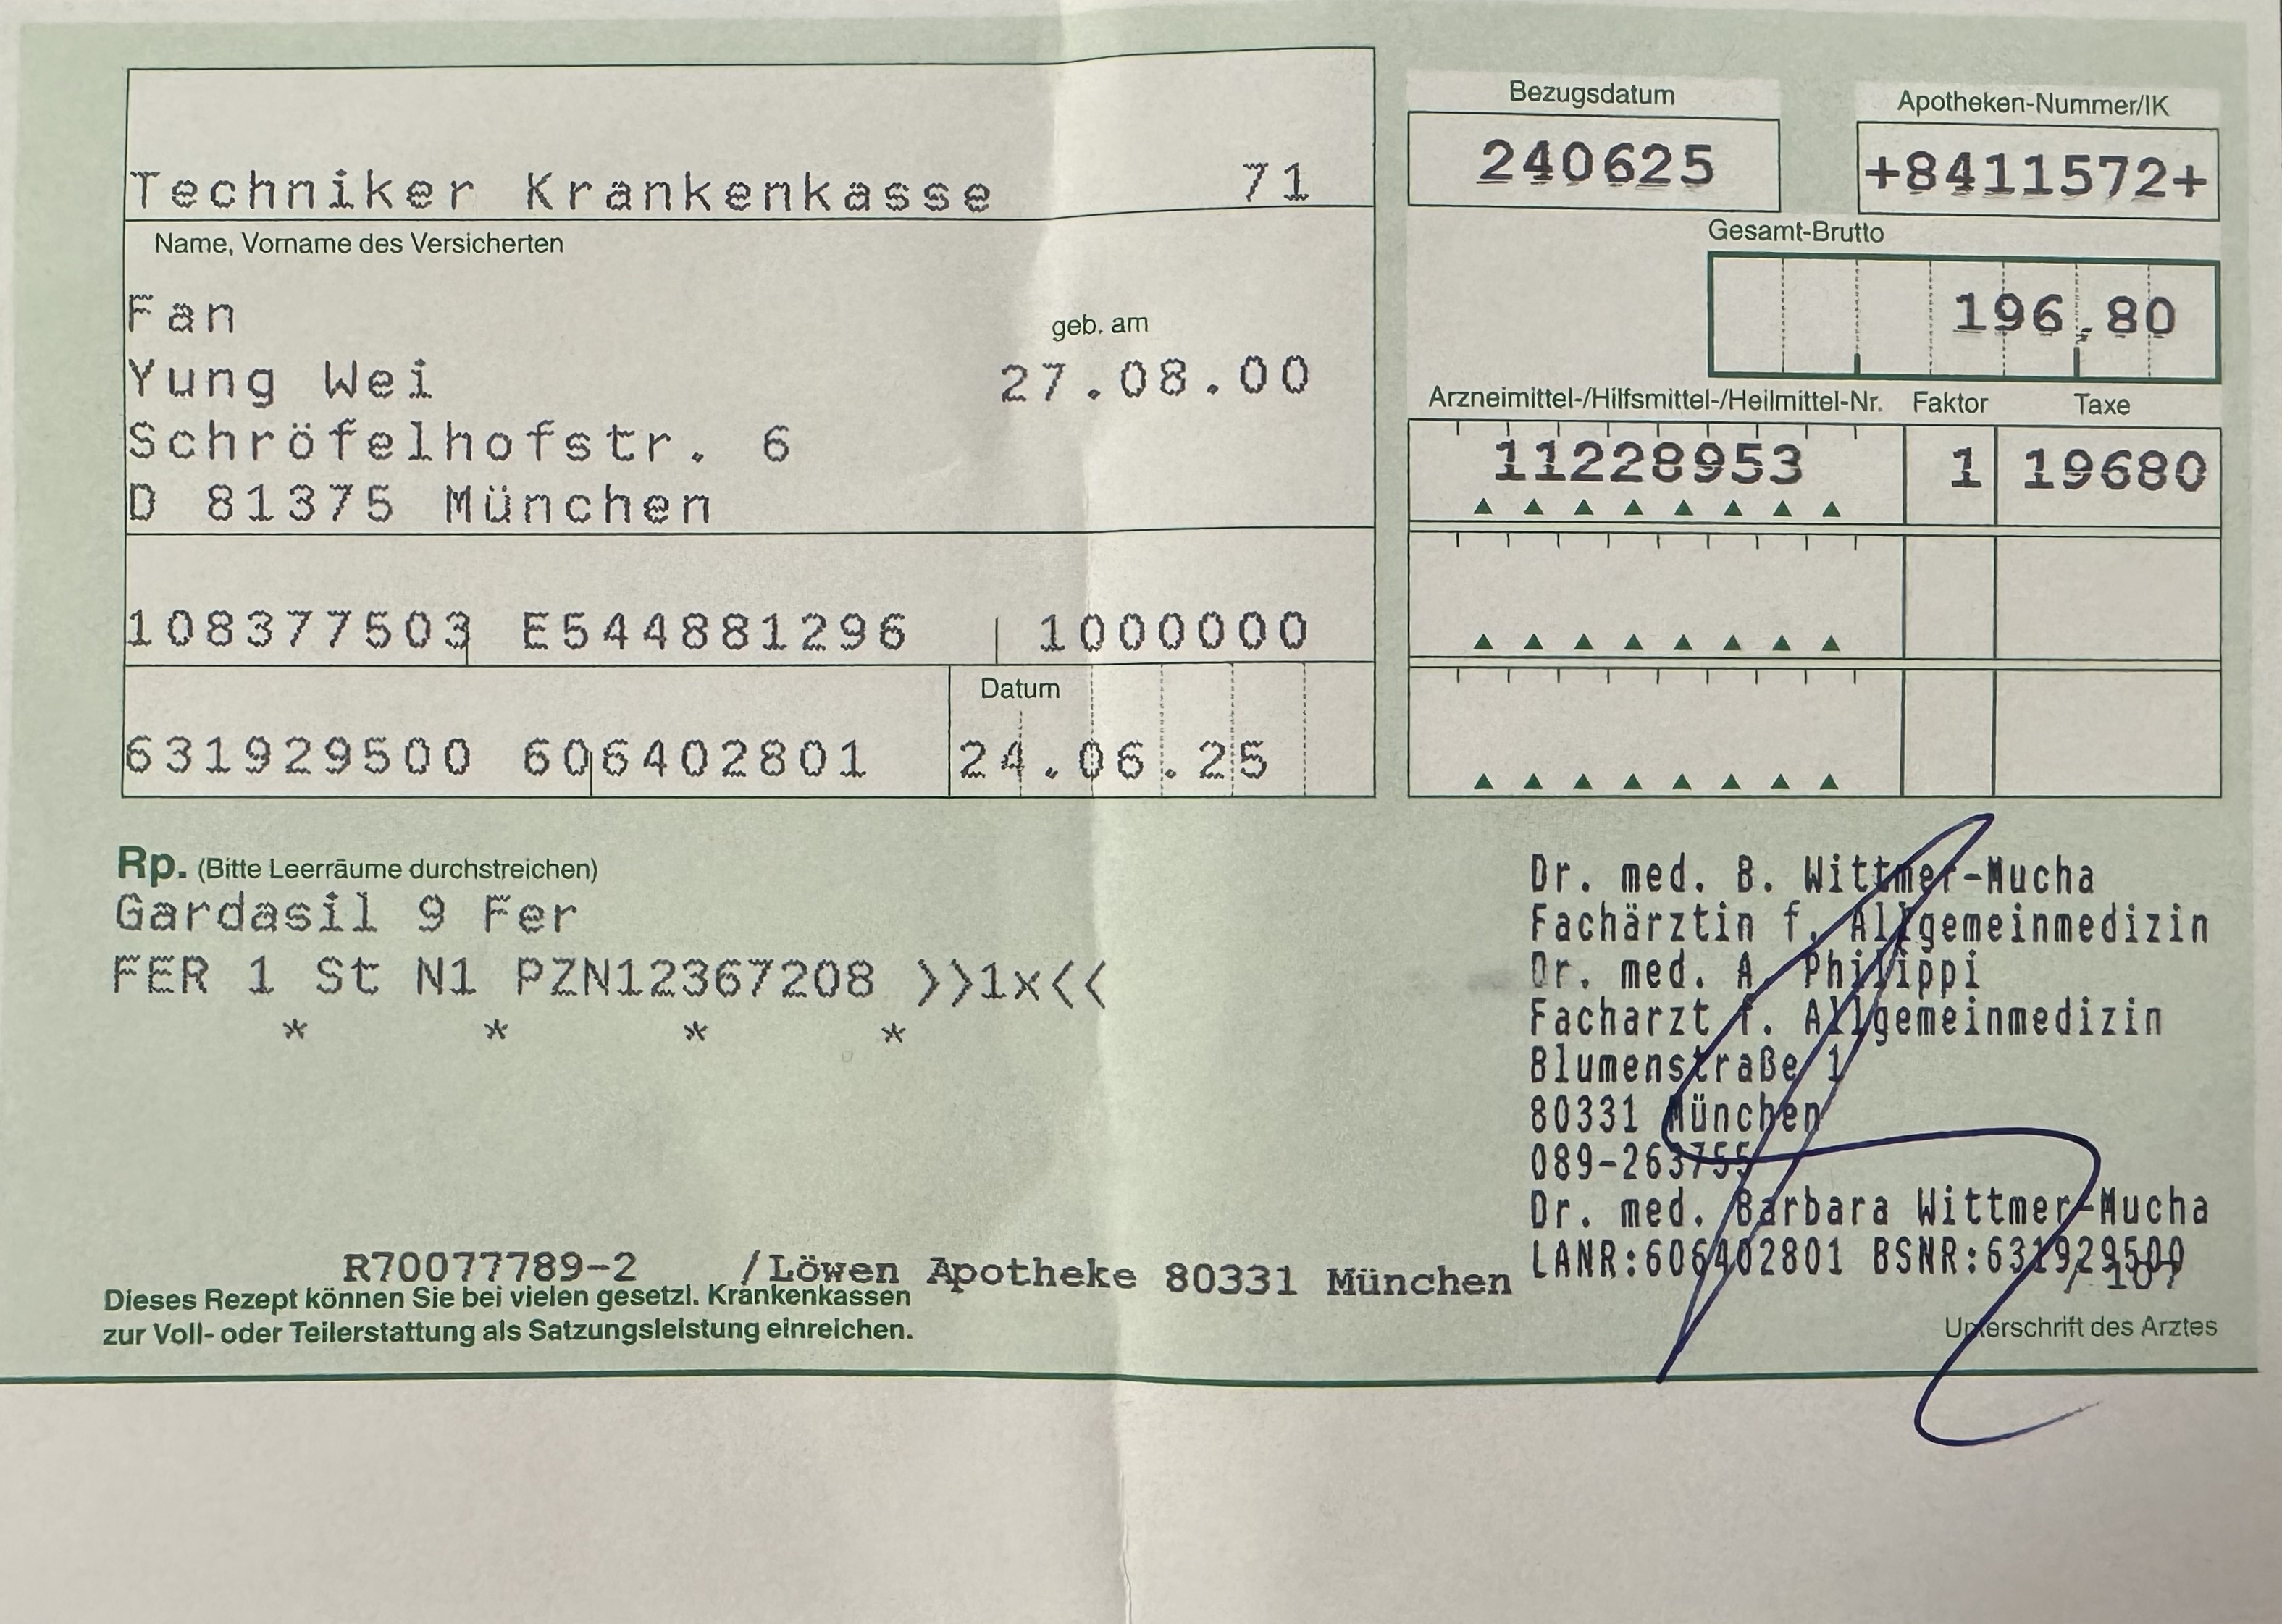 Techniker Krankenkasse 71
Name, Vorname des Versicherten
Fan
geb. am
Yung Wei 27.08.00
Schröfelhofstr. 6
D 81375 München
108377503 E544881296 1000000
Datum
631929500 606402801 24.06.25
Bezugsdatum Apotheken-Nummer/IK
240625 +8411572+
Gesamt-Brutto
196,80
Arzneimittel-/Hilfsmittel-/Heilmittel-Nr. Faktor Taxe
11228953 1 19680
Rp. (Bitte Leerräume durchstreichen)
Gardasil 9 Fer
FER 1 St N1 PZN12367208 >>1x<<
* * * *
Dr. med. B. Wittmer-Mucha
Fachärztin f. Allgemeinmedizin
Dr. med. A. Philippi
Facharzt f. Allgemeinmedizin
Blumenstraße 1
80331 München
089-263755
Dr. med. Barbara Wittmer-Mucha
LANR:606402801 BSNR:631929500
R70077789-2 /Löwen Apotheke 80331 München / 107
Dieses Rezept können Sie bei vielen gesetzl. Krankenkassen
zur Voll- oder Teilerstattung als Satzungsleistung einreichen.
Unterschrift des Arztes